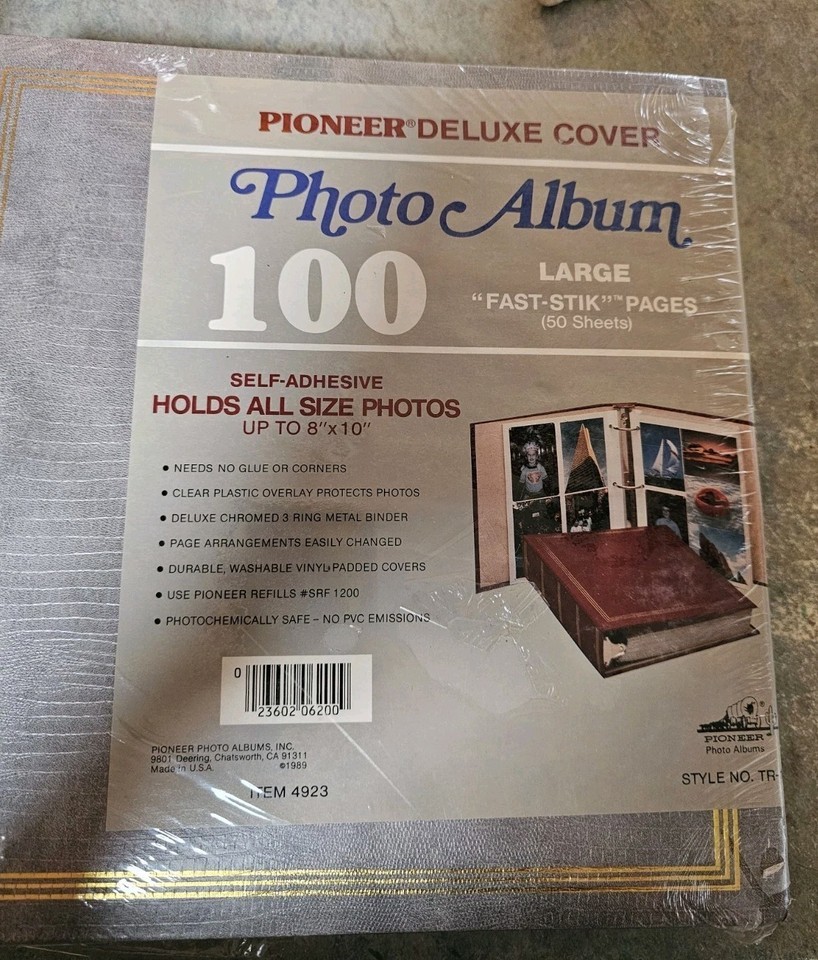 PIONEER® DELUXE COVER
Photo Album
100
LARGE
"FAST-STIK"™ PAGES
(50 Sheets)
SELF-ADHESIVE
HOLDS ALL SIZE PHOTOS
UP TO 8"x10"
• NEEDS NO GLUE OR CORNERS
• CLEAR PLASTIC OVERLAY PROTECTS PHOTOS
• DELUXE CHROMED 3 RING METAL BINDER
• PAGE ARRANGEMENTS EASILY CHANGED
• DURABLE, WASHABLE VINYL PADDED COVERS
• USE PIONEER REFILLS #SRF 1200
• PHOTOCHEMICALLY SAFE – NO PVC EMISSIONS
0
23602 06200
PIONEER PHOTO ALBUMS, INC.
9801 Deering, Chatsworth, CA 91311
Made in U.S.A. ©1989
ITEM 4923
PIONEER®
Photo Albums
STYLE NO. TR-